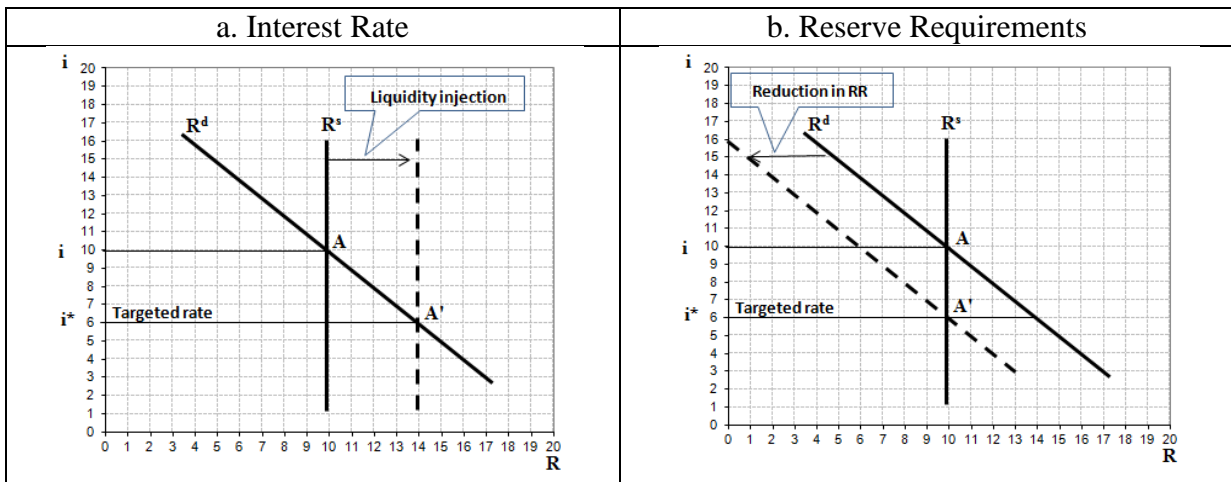 a. Interest Rate
b. Reserve Requirements
i
20
19
18
17
16
15
14
13
12
11
10
9
8
7
6
5
4
3
2
1
0
i
i*
Liquidity injection
R^d
R^s
A
Targeted rate
A'
0 1 2 3 4 5 6 7 8 9 10 11 12 13 14 15 16 17 18 19 20
R
i
20
19
18
17
16
15
14
13
12
11
10
9
8
7
6
5
4
3
2
1
0
i
i*
Reduction in RR
R^d
R^s
A
Targeted rate
A'
0 1 2 3 4 5 6 7 8 9 10 11 12 13 14 15 16 17 18 19 20
R